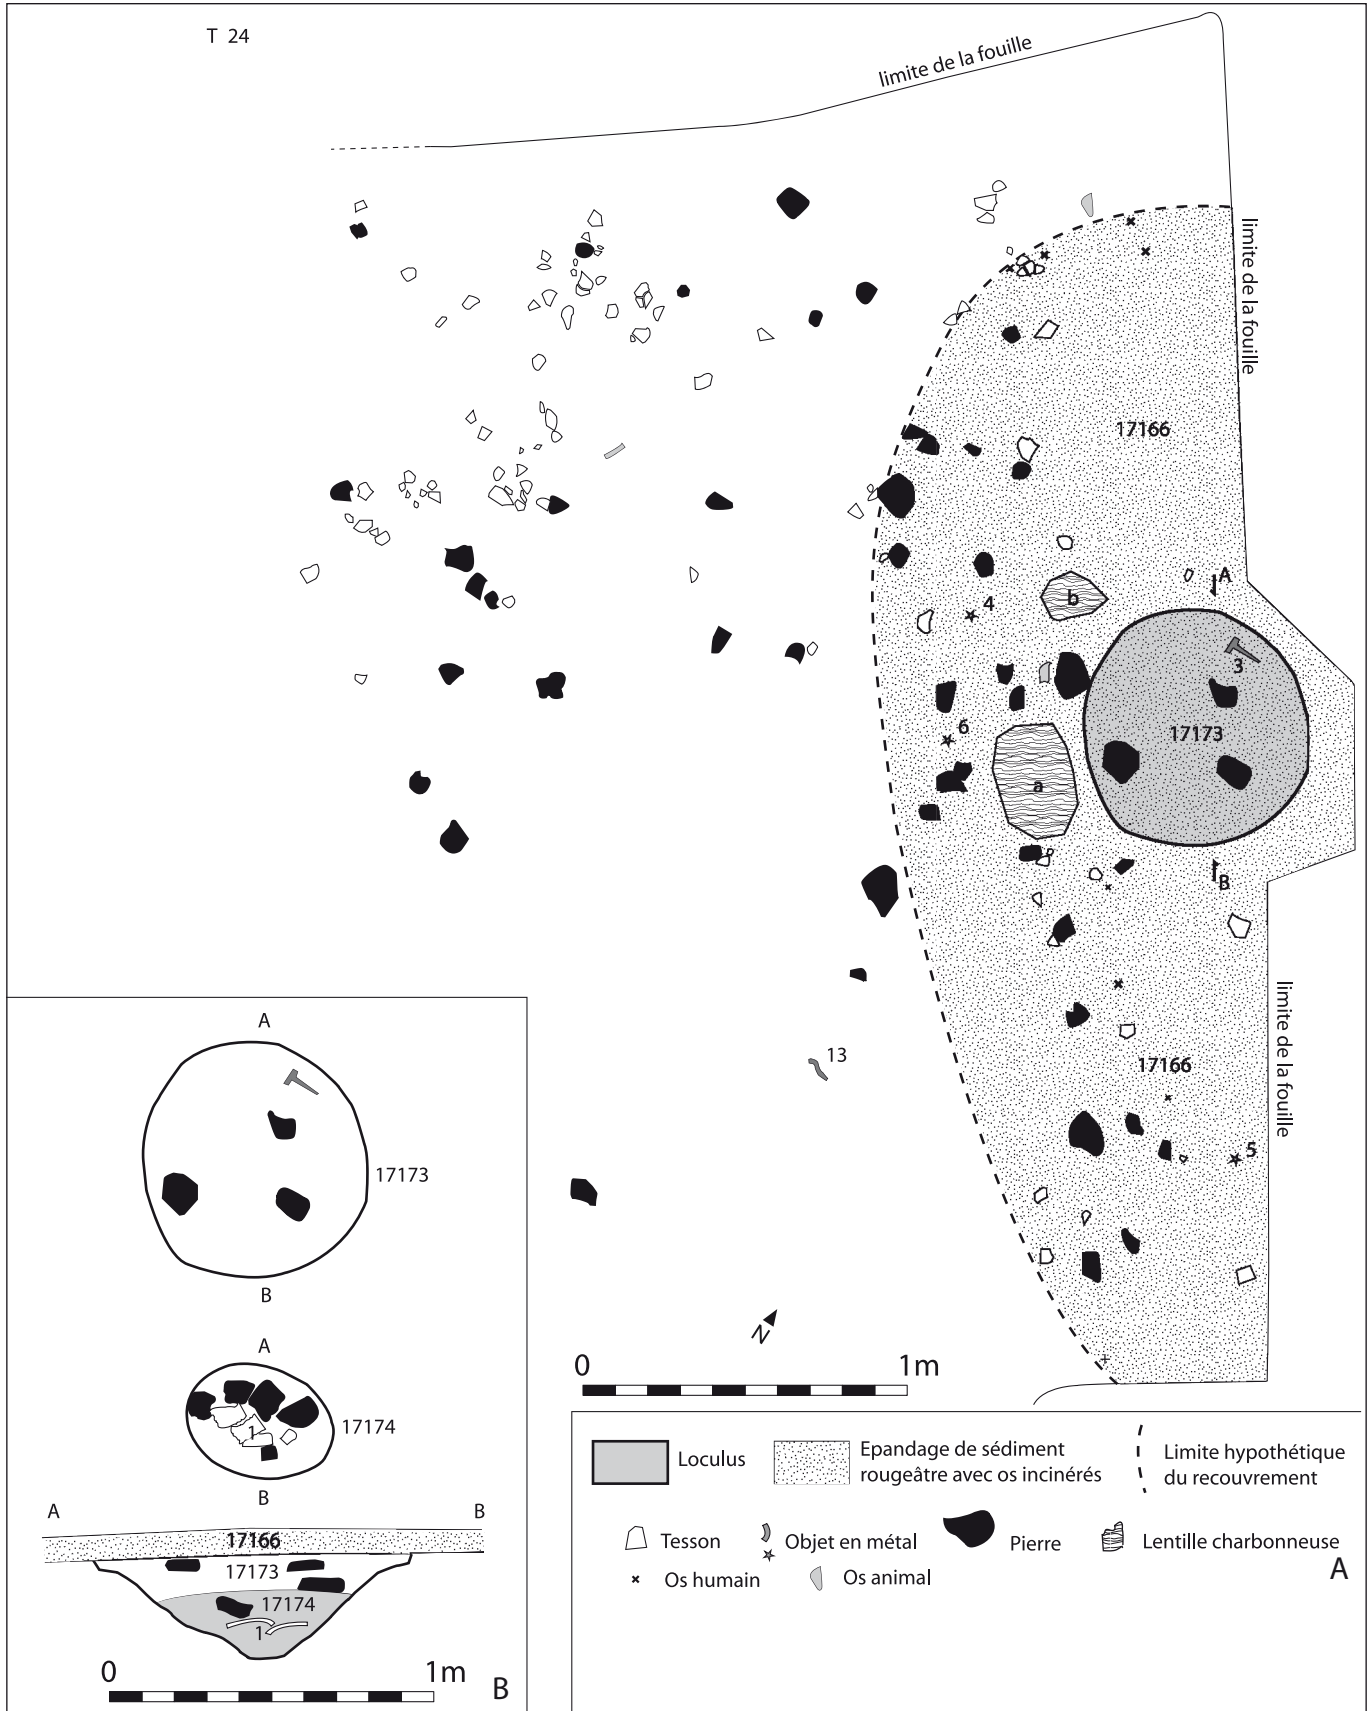 T 24
limite de la fouille
limite de la fouille
17166
A
b
4
3
6
17173
a
B
limite de la fouille
13
17166
5
N
0 1m
A
17173
B
A
1
17174
B
A B
17166
17173
17174
1
0 1m
B
Loculus
Epandage de sédiment
rougeâtre avec os incinérés
Limite hypothétique
du recouvrement
Tesson
Objet en métal
Pierre
Lentille charbonneuse
Os humain
Os animal
A